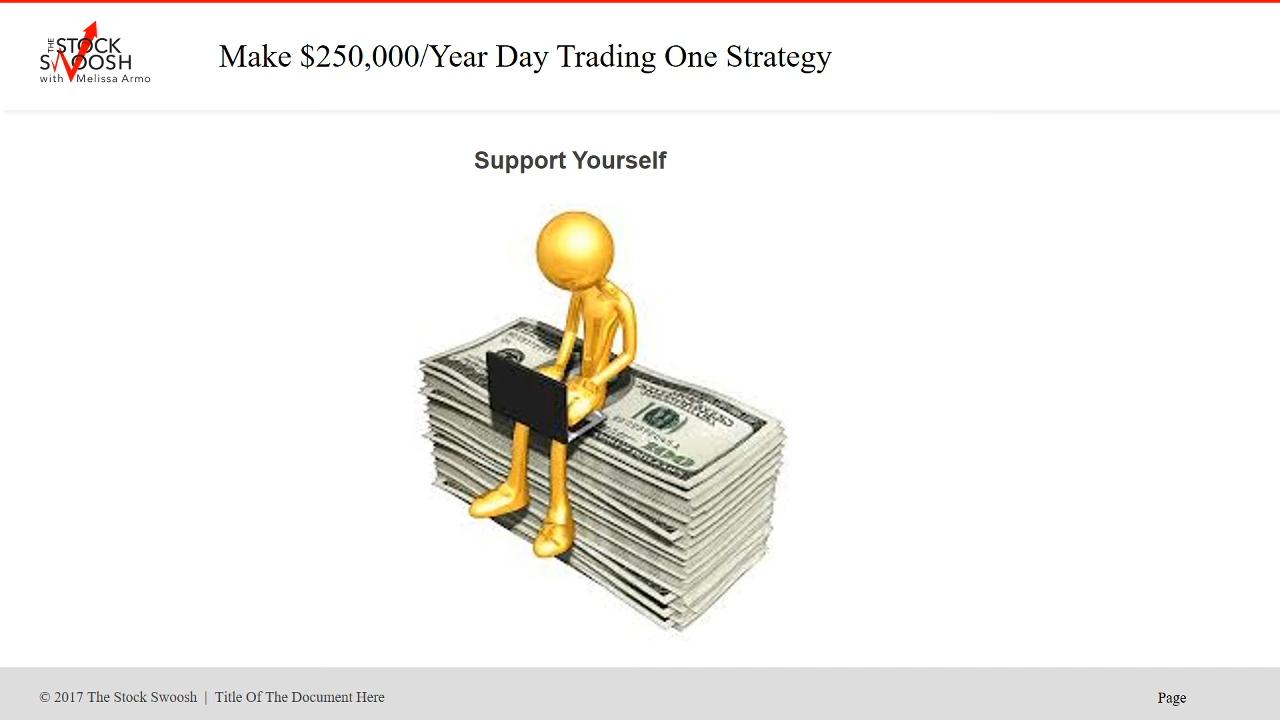 THE STOCK
SWOOSH
with Melissa Armo
Make $250,000/Year Day Trading One Strategy
Support Yourself
100
© 2017 The Stock Swoosh | Title Of The Document Here
Page